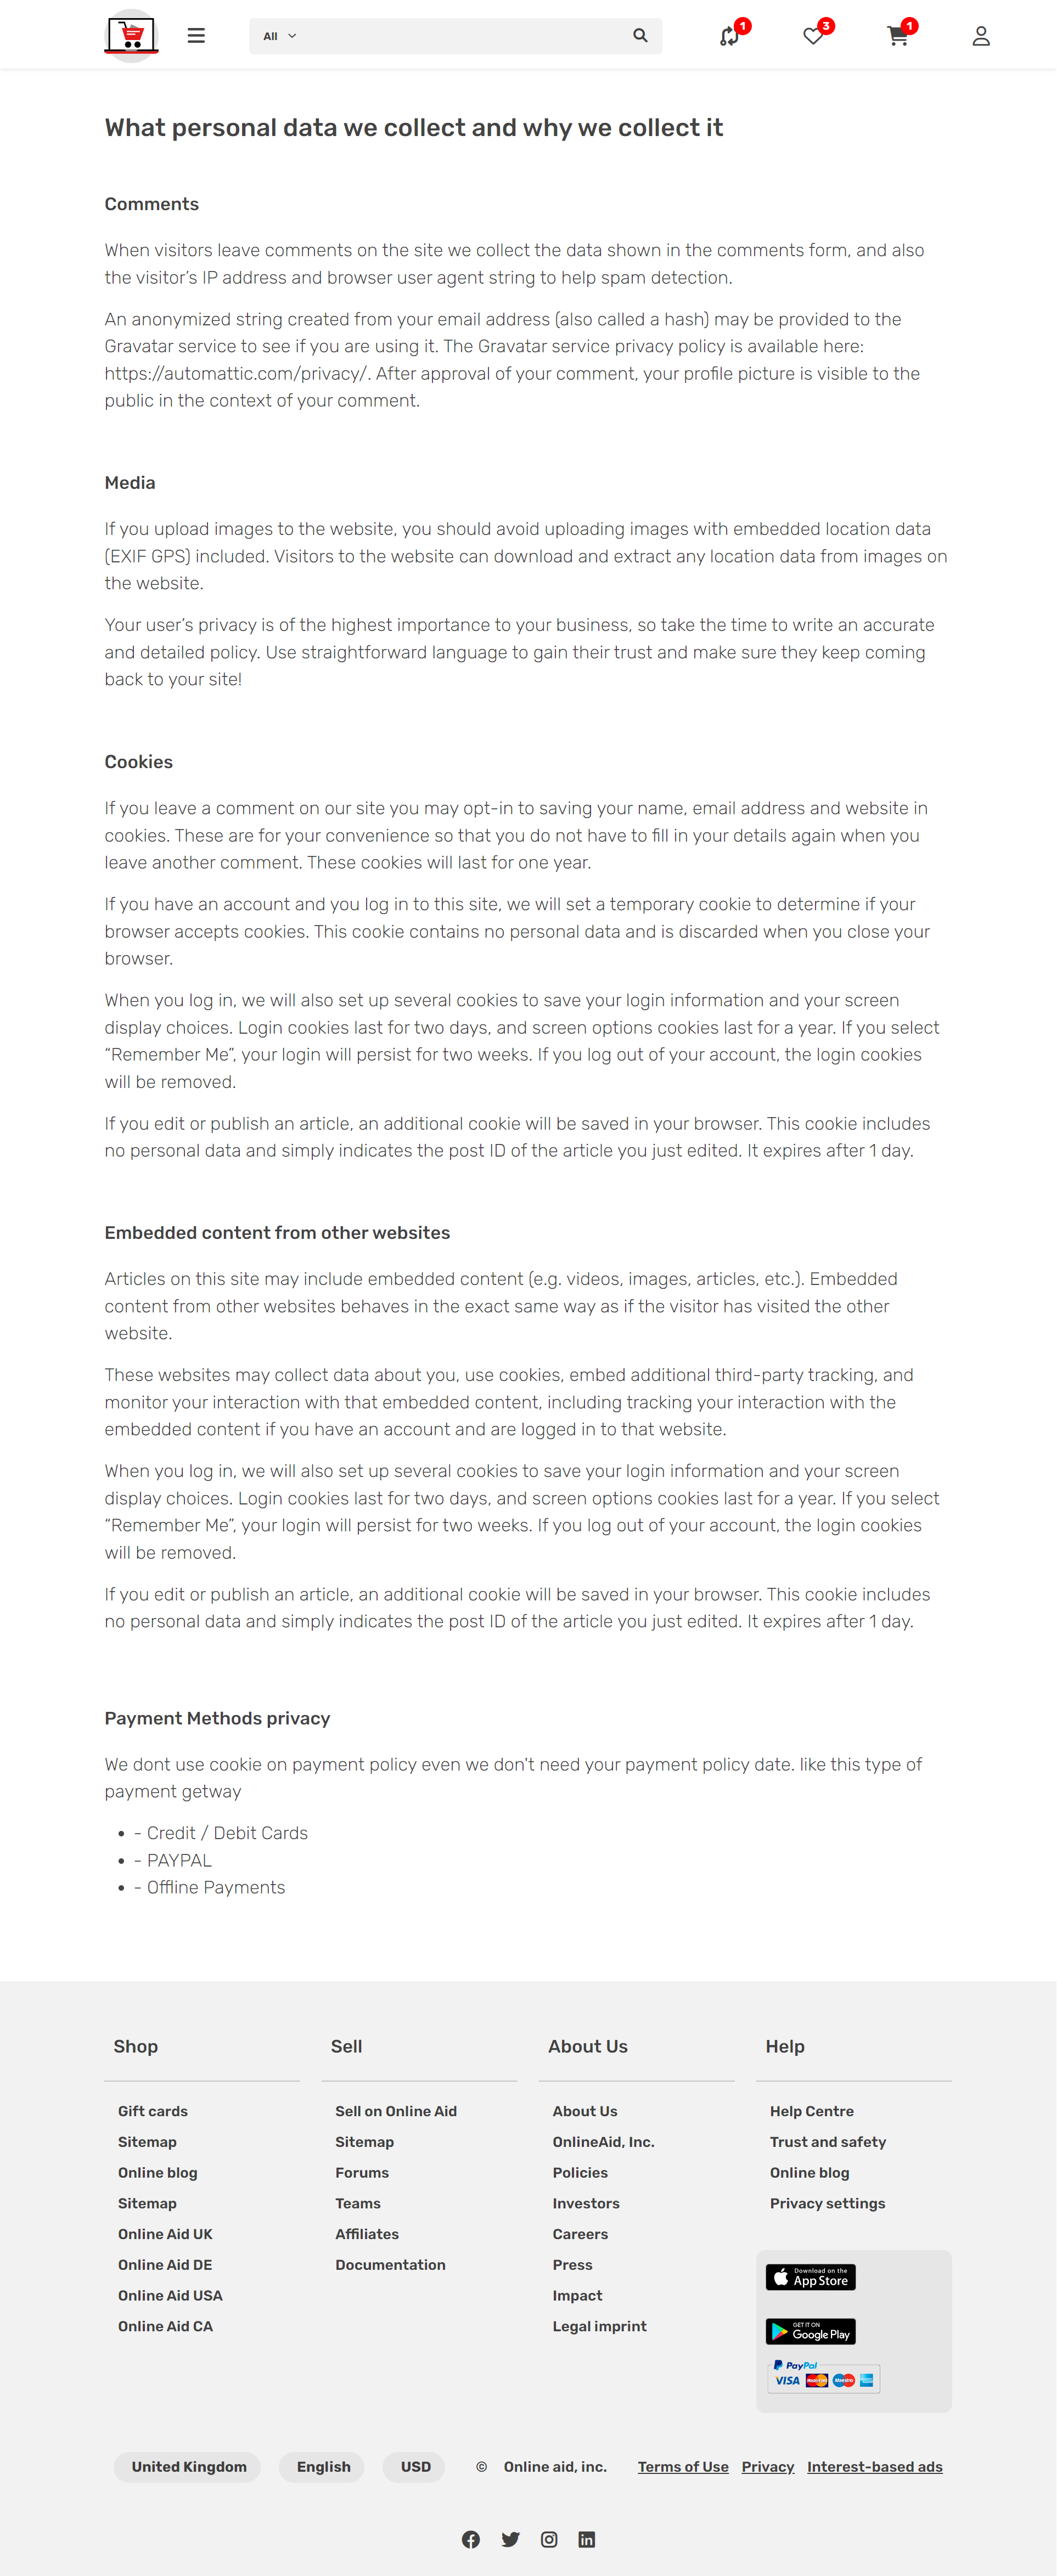 All
1
3
1
What personal data we collect and why we collect it
Comments
When visitors leave comments on the site we collect the data shown in the comments form, and also
the visitor’s IP address and browser user agent string to help spam detection.
An anonymized string created from your email address (also called a hash) may be provided to the
Gravatar service to see if you are using it. The Gravatar service privacy policy is available here:
https://automattic.com/privacy/. After approval of your comment, your profile picture is visible to the
public in the context of your comment.
Media
If you upload images to the website, you should avoid uploading images with embedded location data
(EXIF GPS) included. Visitors to the website can download and extract any location data from images on
the website.
Your user’s privacy is of the highest importance to your business, so take the time to write an accurate
and detailed policy. Use straightforward language to gain their trust and make sure they keep coming
back to your site!
Cookies
If you leave a comment on our site you may opt-in to saving your name, email address and website in
cookies. These are for your convenience so that you do not have to fill in your details again when you
leave another comment. These cookies will last for one year.
If you have an account and you log in to this site, we will set a temporary cookie to determine if your
browser accepts cookies. This cookie contains no personal data and is discarded when you close your
browser.
When you log in, we will also set up several cookies to save your login information and your screen
display choices. Login cookies last for two days, and screen options cookies last for a year. If you select
“Remember Me”, your login will persist for two weeks. If you log out of your account, the login cookies
will be removed.
If you edit or publish an article, an additional cookie will be saved in your browser. This cookie includes
no personal data and simply indicates the post ID of the article you just edited. It expires after 1 day.
Embedded content from other websites
Articles on this site may include embedded content (e.g. videos, images, articles, etc.). Embedded
content from other websites behaves in the exact same way as if the visitor has visited the other
website.
These websites may collect data about you, use cookies, embed additional third-party tracking, and
monitor your interaction with that embedded content, including tracking your interaction with the
embedded content if you have an account and are logged in to that website.
When you log in, we will also set up several cookies to save your login information and your screen
display choices. Login cookies last for two days, and screen options cookies last for a year. If you select
“Remember Me”, your login will persist for two weeks. If you log out of your account, the login cookies
will be removed.
If you edit or publish an article, an additional cookie will be saved in your browser. This cookie includes
no personal data and simply indicates the post ID of the article you just edited. It expires after 1 day.
Payment Methods privacy
We dont use cookie on payment policy even we don't need your payment policy date. like this type of
payment getway
- Credit / Debit Cards
- PAYPAL
- Offline Payments
Shop
Gift cards
Sitemap
Online blog
Sitemap
Online Aid UK
Online Aid DE
Online Aid USA
Online Aid CA
Sell
Sell on Online Aid
Sitemap
Forums
Teams
Affiliates
Documentation
About Us
About Us
OnlineAid, Inc.
Policies
Investors
Careers
Press
Impact
Legal imprint
Help
Help Centre
Trust and safety
Online blog
Privacy settings
Download on the
App Store
GET IT ON
Google Play
PayPal
VISA MasterCard Maestro
United Kingdom English USD © Online aid, inc. Terms of Use Privacy Interest-based ads